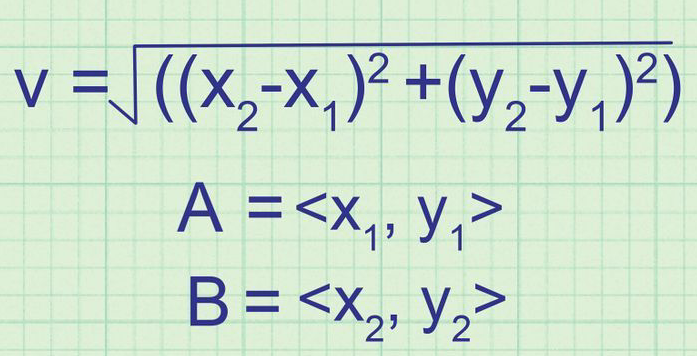 v = √((x₂-x₁)² +(y₂-y₁)²)
A = <x₁, y₁>
B = <x₂, y₂>